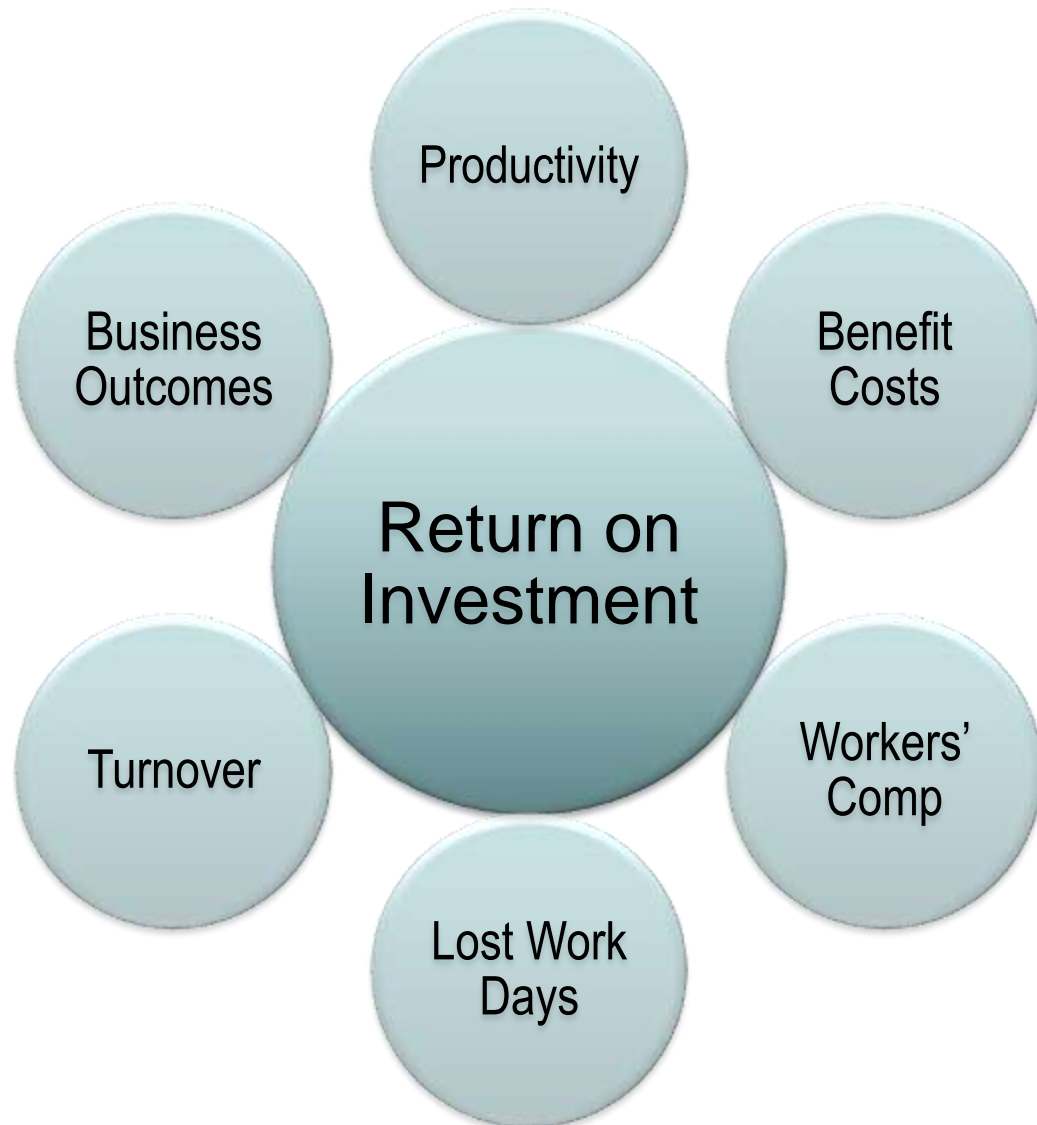 Productivity
Business
Outcomes
Benefit
Costs
Return on
Investment
Turnover
Workers’
Comp
Lost Work
Days